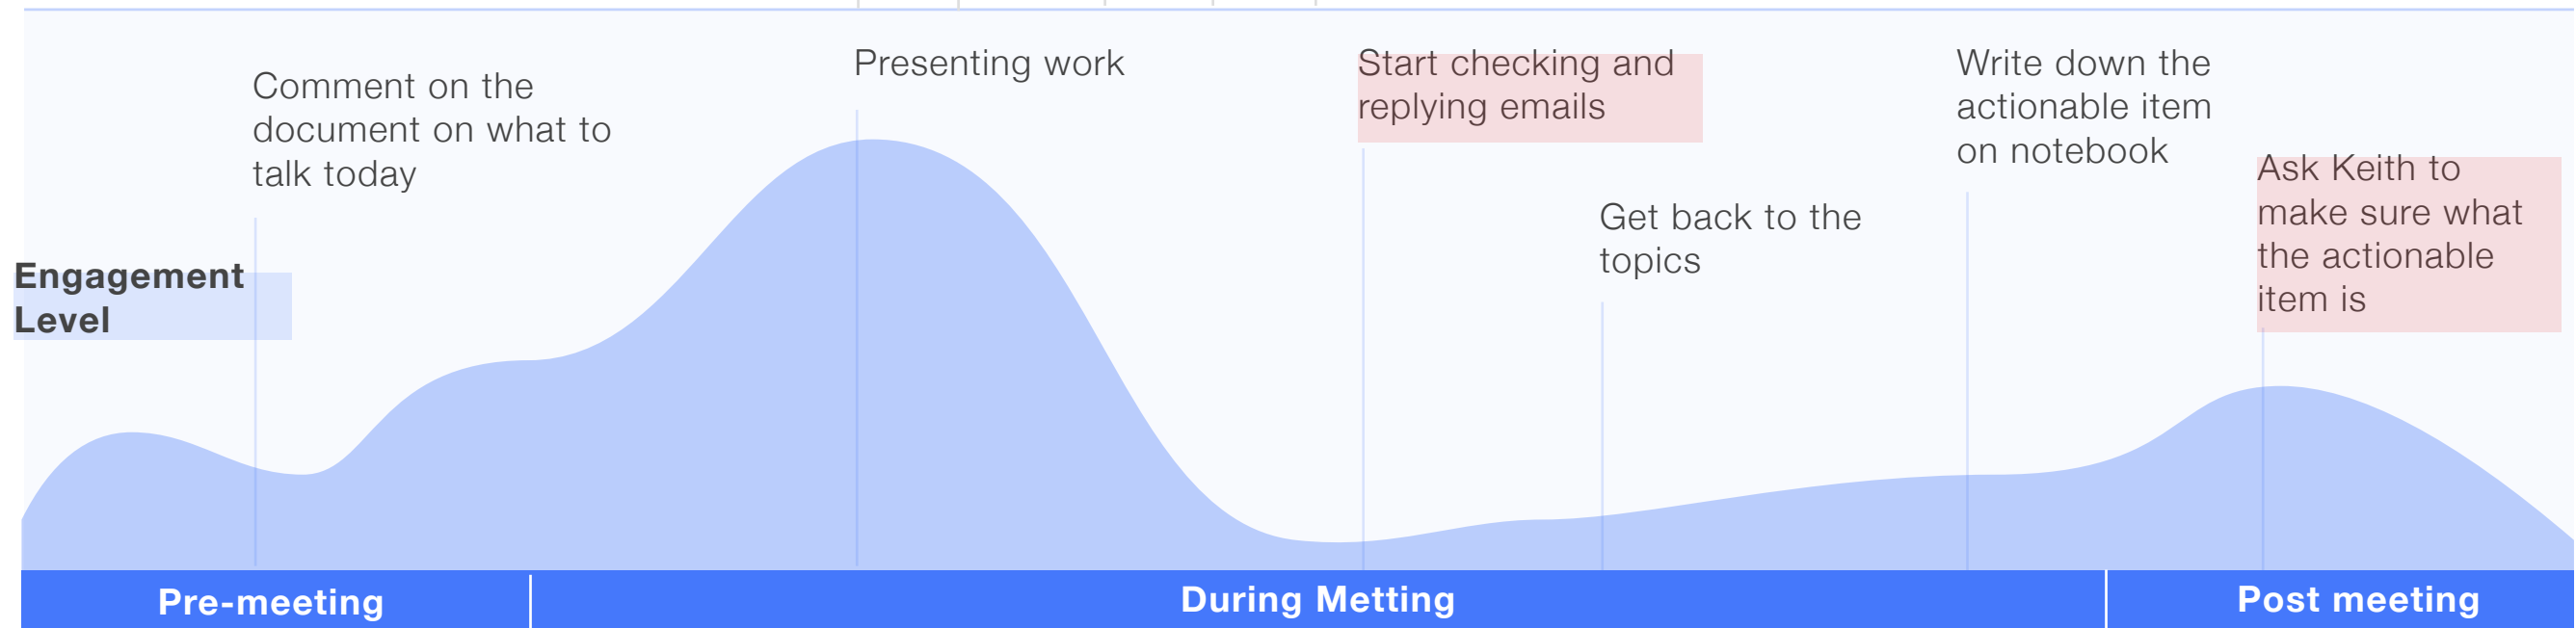 Comment on the
document on what to
talk today
Presenting work
Start checking and
replying emails
Get back to the
topics
Write down the
actionable item
on notebook
Ask Keith to
make sure what
the actionable
item is
Engagement
Level
Pre-meeting
During Metting
Post meeting